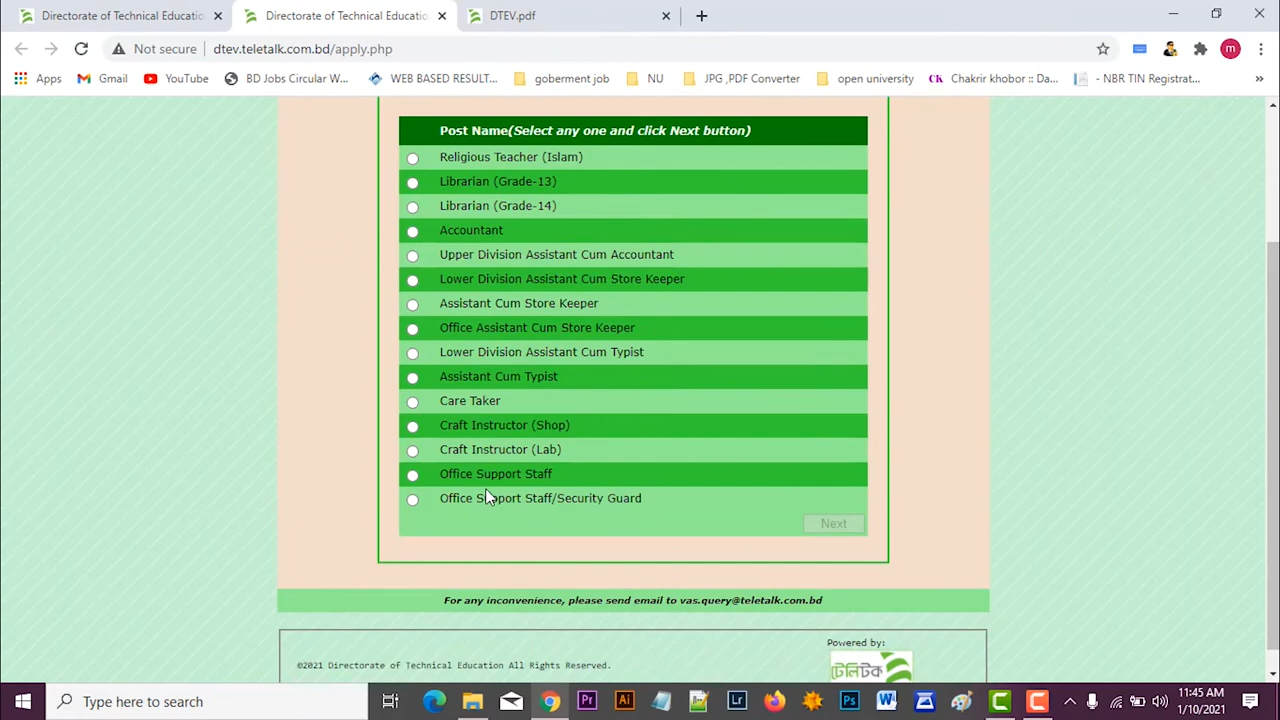 Directorate of Technical Educatio
Directorate of Technical Educatio
DTEV.pdf
Not secure
dtev.teletalk.com.bd/apply.php
m
Apps
Gmail
YouTube
BD Jobs Circular W...
WEB BASED RESULT...
goberment job
NU
JPG ,PDF Converter
open university
CK
Chakrir khobor :: Da...
- NBR TIN Registrat...
»
Post Name(Select any one and click Next button)
Religious Teacher (Islam)
Librarian (Grade-13)
Librarian (Grade-14)
Accountant
Upper Division Assistant Cum Accountant
Lower Division Assistant Cum Store Keeper
Assistant Cum Store Keeper
Office Assistant Cum Store Keeper
Lower Division Assistant Cum Typist
Assistant Cum Typist
Care Taker
Craft Instructor (Shop)
Craft Instructor (Lab)
Office Support Staff
Office Support Staff/Security Guard
Next
For any inconvenience, please send email to vas.query@teletalk.com.bd
Powered by:
©2021 Directorate of Technical Education All Rights Reserved.
টেলিটক
Type here to search
Pr
Ai
Lr
Ps
W
C
C
11:45 AM
1/10/2021